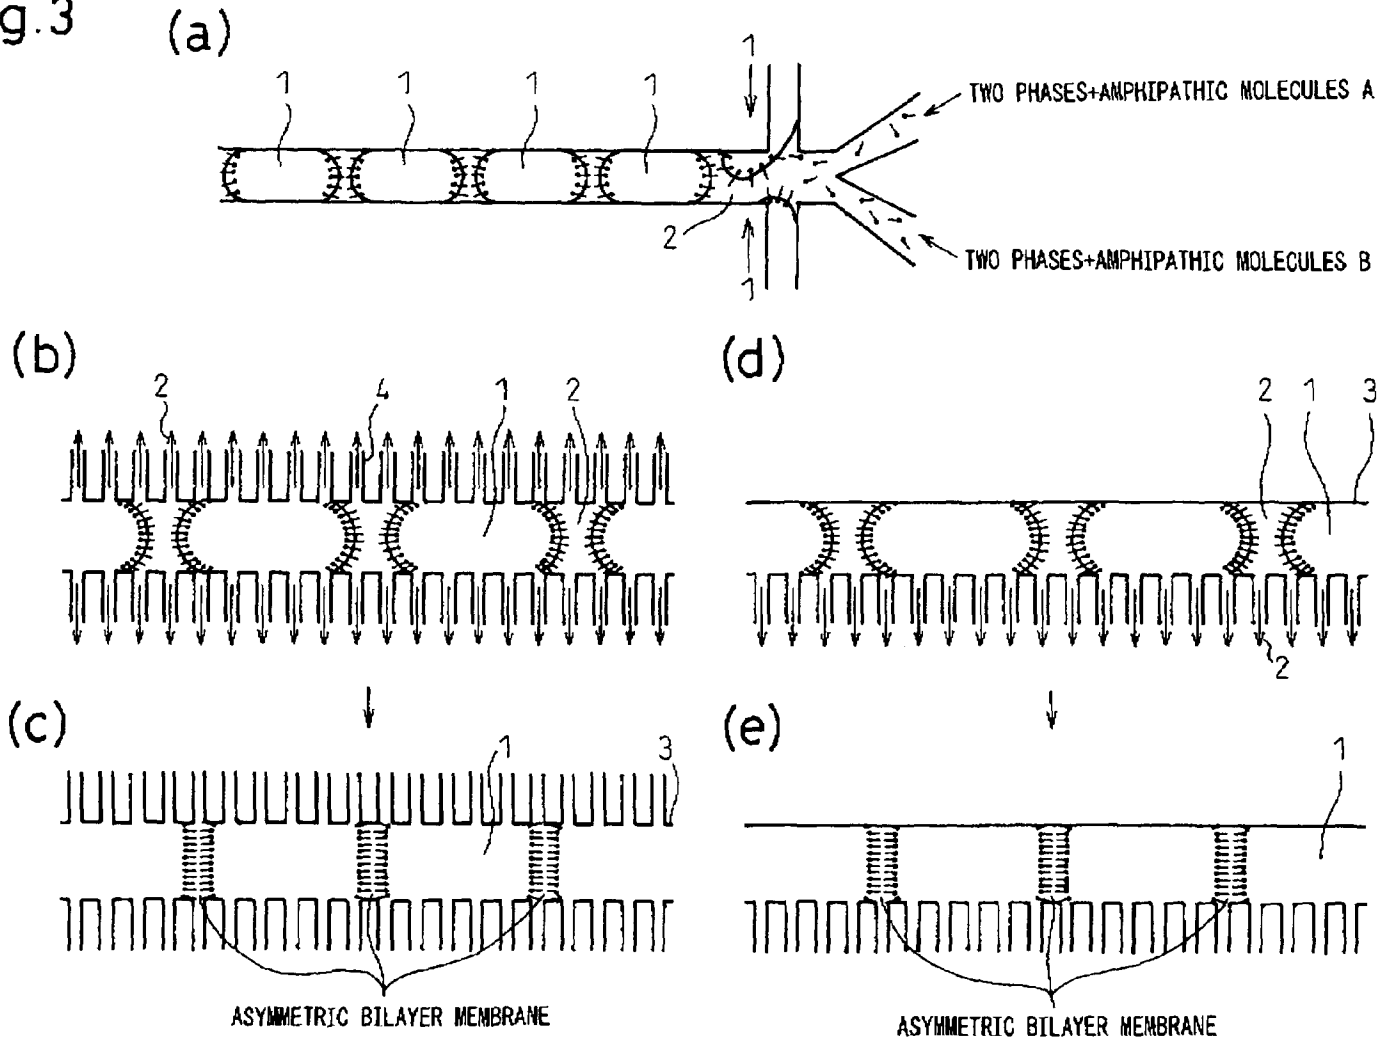 g.3
(a)
1
1 1 1 1
TWO PHASES+AMPHIPATHIC MOLECULES A
2
1
TWO PHASES+AMPHIPATHIC MOLECULES B
(b)
2 4 1 2
(d)
2 1 3
2
(c)
1 3
ASYMMETRIC BILAYER MEMBRANE
(e)
1
ASYMMETRIC BILAYER MEMBRANE